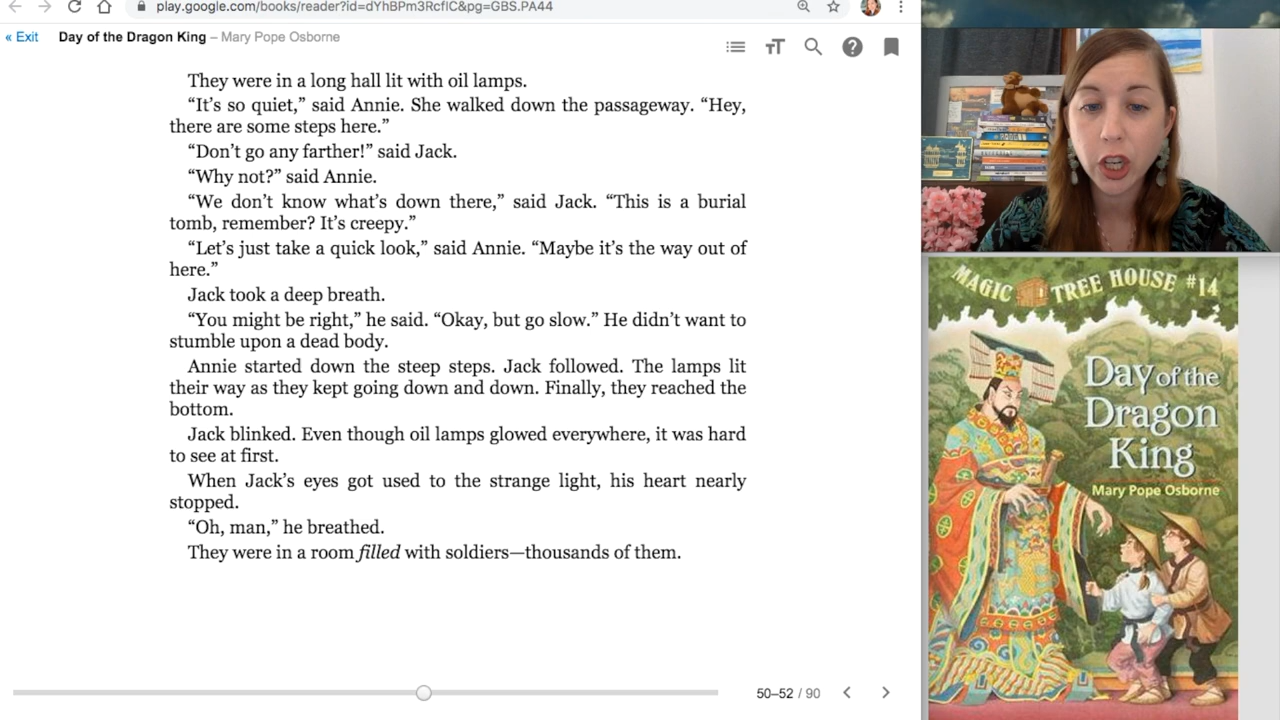 play.google.com/books/reader?id=dYhBPm3RcfIC&pg=GBS.PA44
« Exit Day of the Dragon King – Mary Pope Osborne
They were in a long hall lit with oil lamps.
“It’s so quiet,” said Annie. She walked down the passageway. “Hey,
there are some steps here.”
“Don’t go any farther!” said Jack.
“Why not?” said Annie.
“We don’t know what’s down there,” said Jack. “This is a burial
tomb, remember? It’s creepy.”
“Let’s just take a quick look,” said Annie. “Maybe it’s the way out of
here.”
Jack took a deep breath.
“You might be right,” he said. “Okay, but go slow.” He didn’t want to
stumble upon a dead body.
Annie started down the steep steps. Jack followed. The lamps lit
their way as they kept going down and down. Finally, they reached the
bottom.
Jack blinked. Even though oil lamps glowed everywhere, it was hard
to see at first.
When Jack’s eyes got used to the strange light, his heart nearly
stopped.
“Oh, man,” he breathed.
They were in a room filled with soldiers—thousands of them.
50–52 / 90
MAGIC TREE HOUSE #14
Day of the
Dragon
King
Mary Pope Osborne